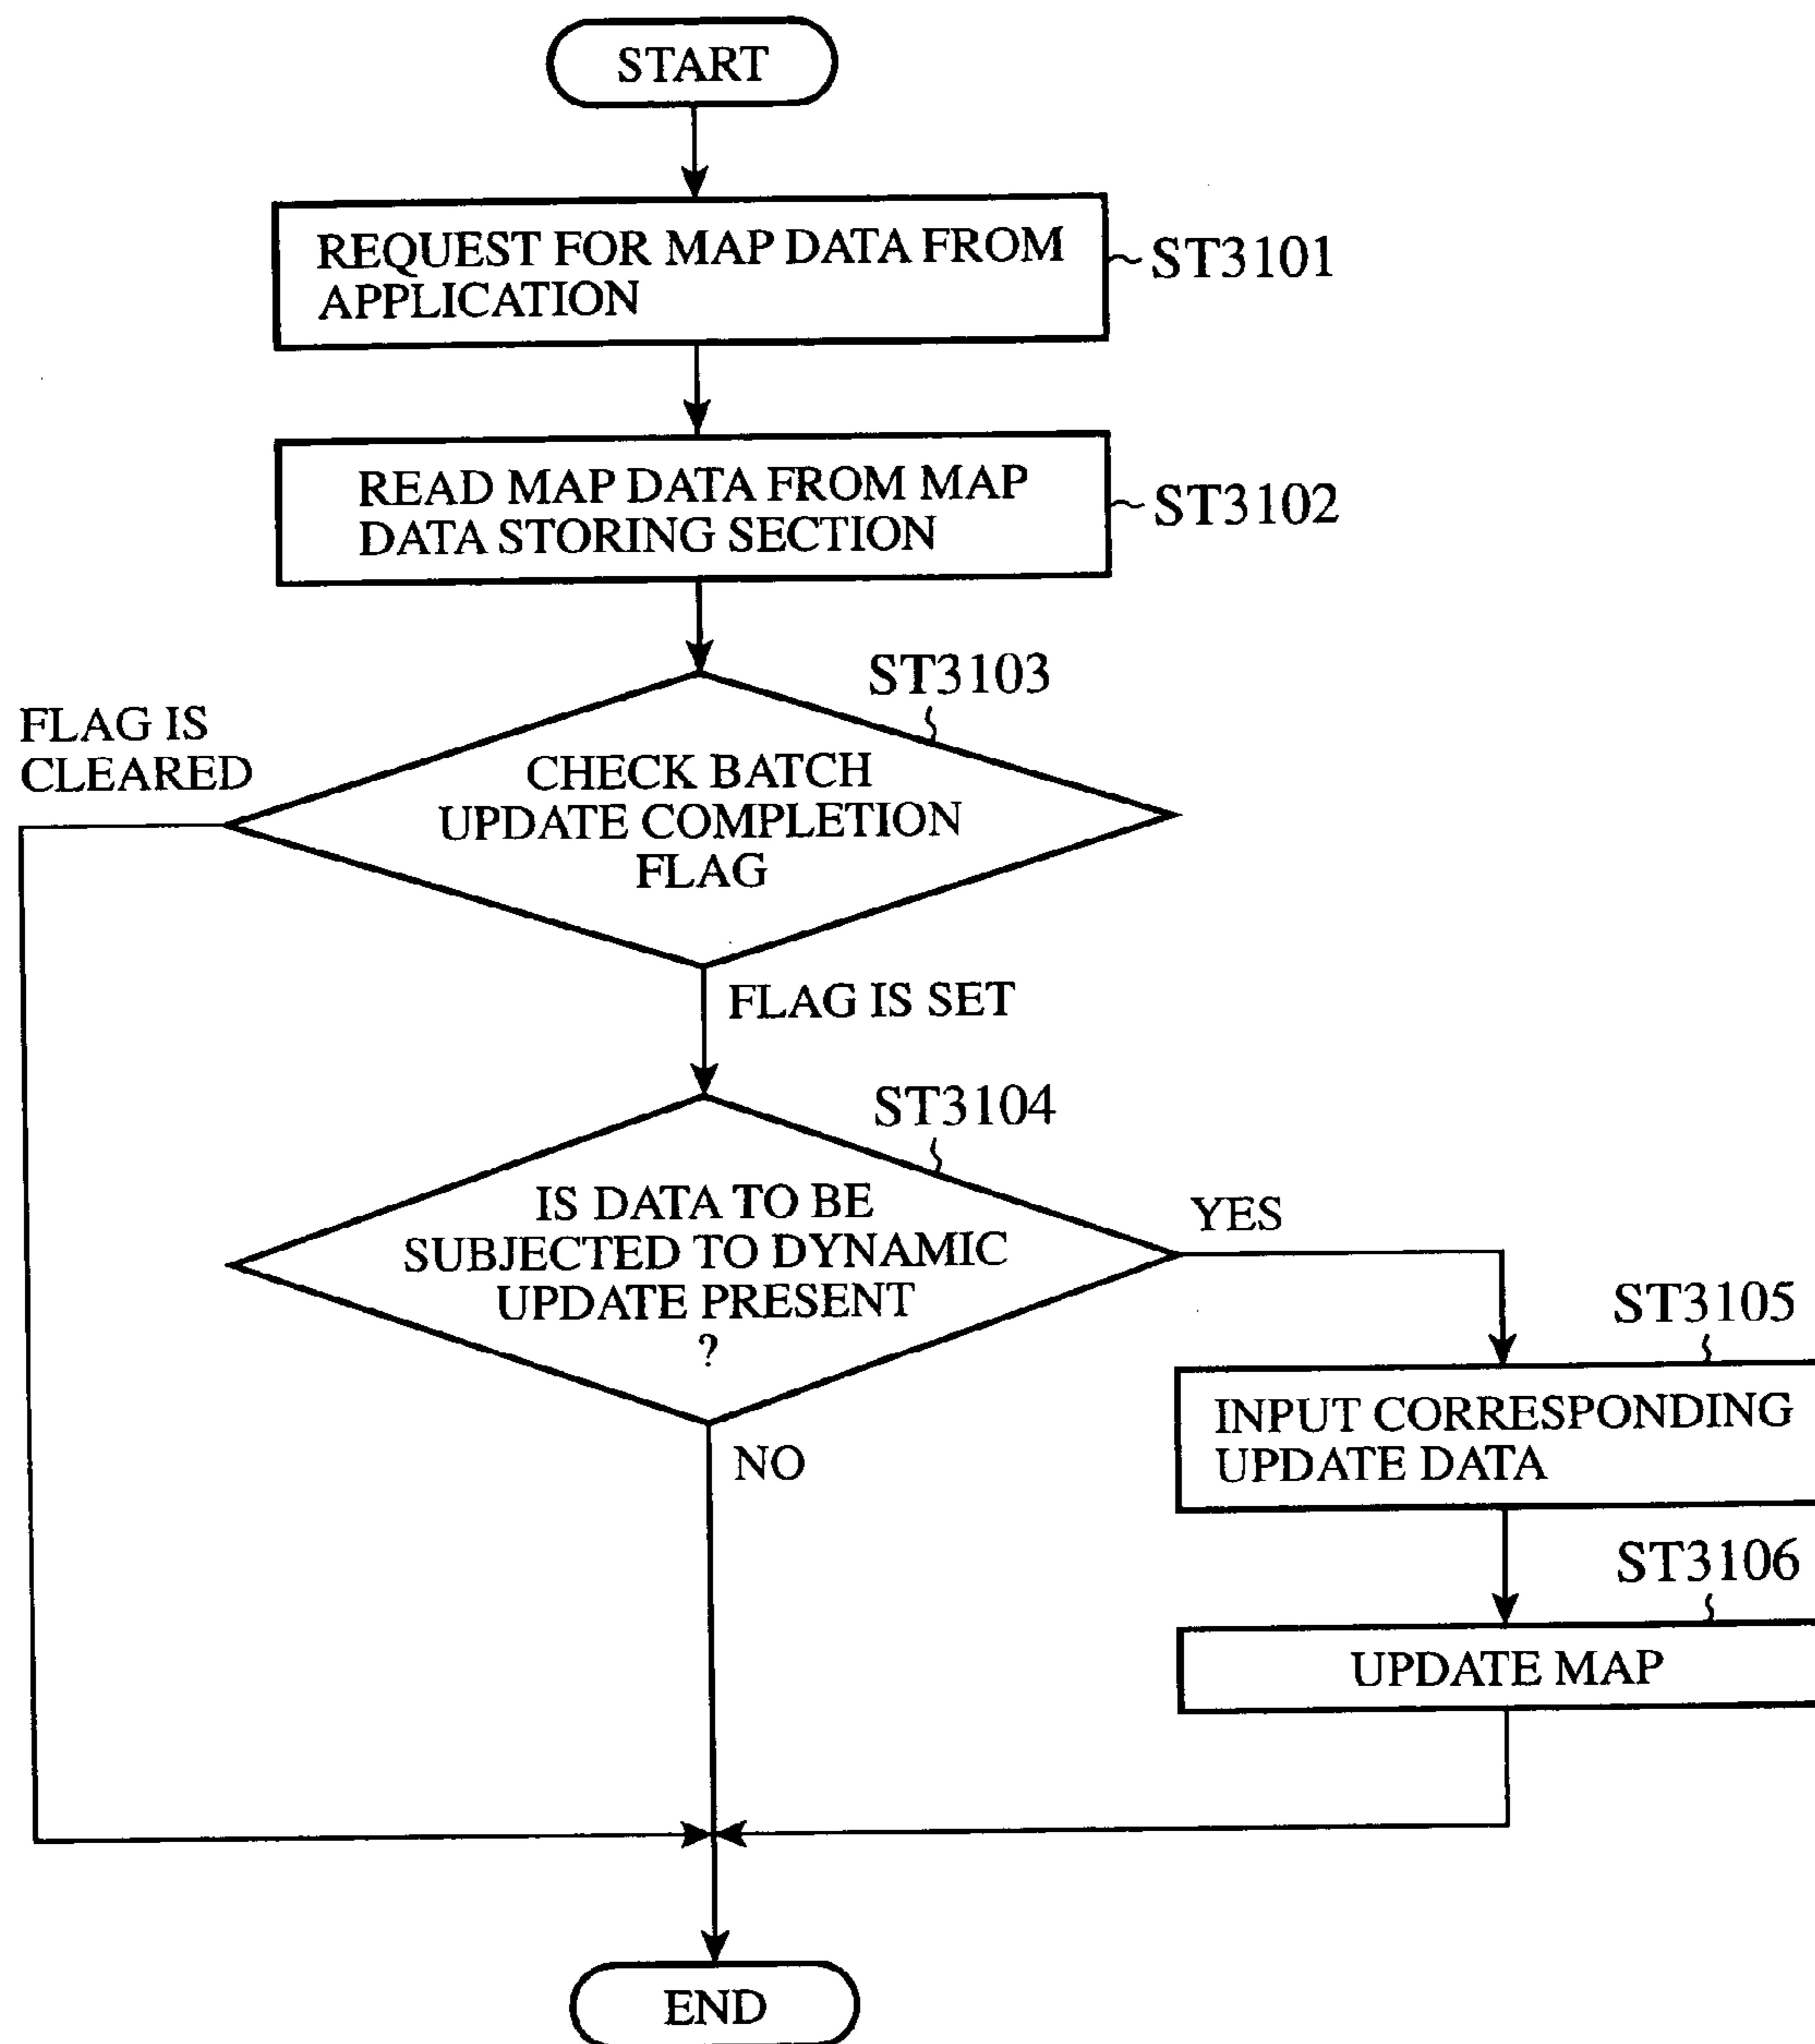 START
REQUEST FOR MAP DATA FROM
APPLICATION
ST3101
READ MAP DATA FROM MAP
DATA STORING SECTION
ST3102
ST3103
FLAG IS
CLEARED
CHECK BATCH
UPDATE COMPLETION
FLAG
FLAG IS SET
ST3104
IS DATA TO BE
SUBJECTED TO DYNAMIC
UPDATE PRESENT
?
YES
NO
ST3105
INPUT CORRESPONDING
UPDATE DATA
ST3106
UPDATE MAP
END